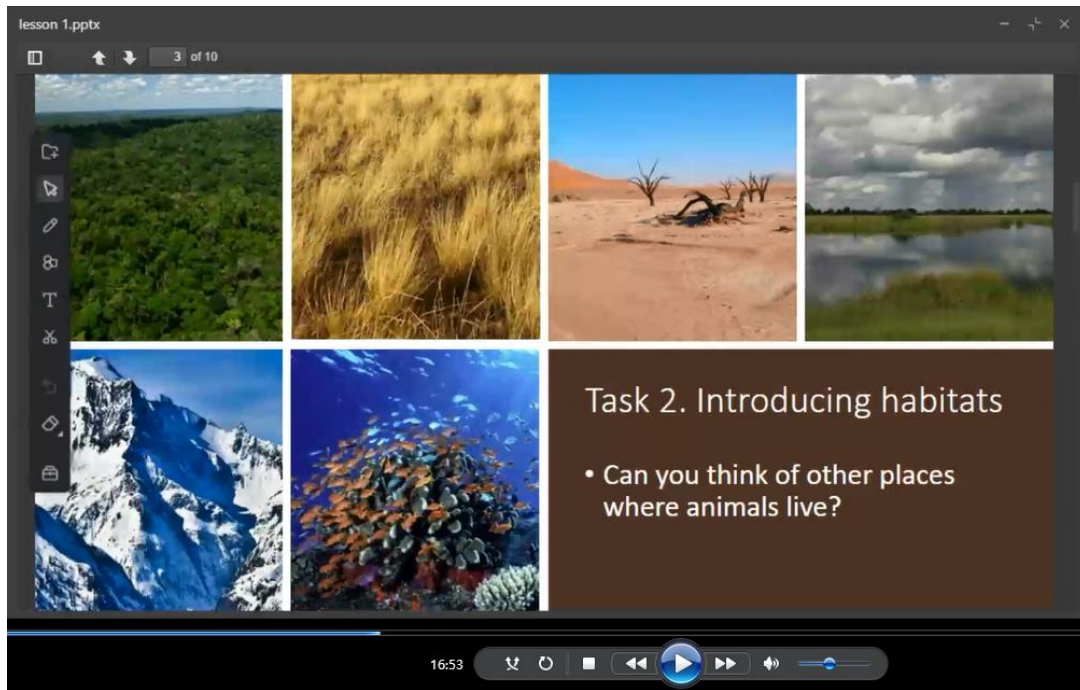 lesson 1.pptx
3 of 10
T
Task 2. Introducing habitats
• Can you think of other places
where animals live?
16:53